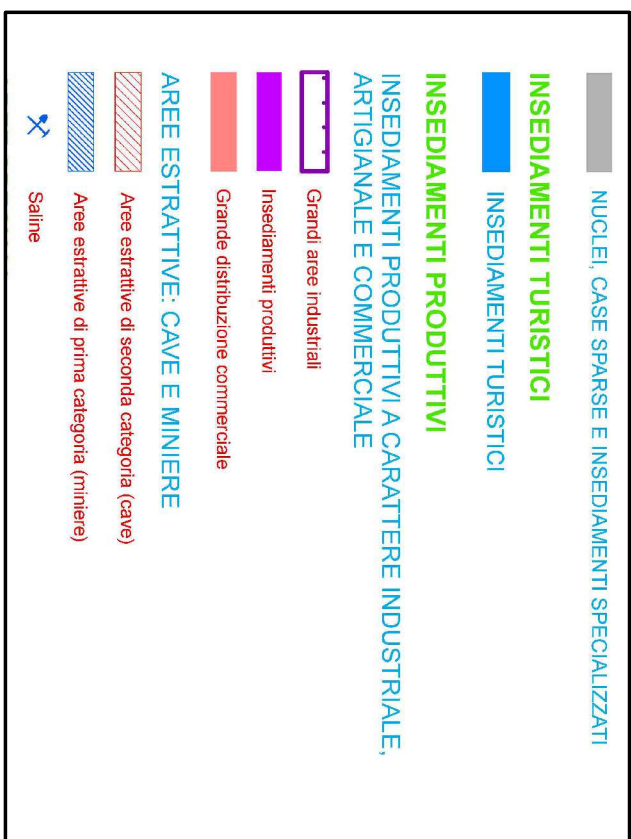 NUCLEI, CASE SPARSE E INSEDIAMENTI SPECIALIZZATI
INSEDIAMENTI TURISTICI
INSEDIAMENTI TURISTICI
INSEDIAMENTI PRODUTTIVI
INSEDIAMENTI PRODUTTIVI A CARATTERE INDUSTRIALE,
ARTIGIANALE E COMMERCIALE
Grandi aree industriali
Insediamenti produttivi
Grande distribuzione commerciale
AREE ESTRATTIVE: CAVE E MINIERE
Aree estrattive di seconda categoria (cave)
Aree estrattive di prima categoria (miniere)
Saline